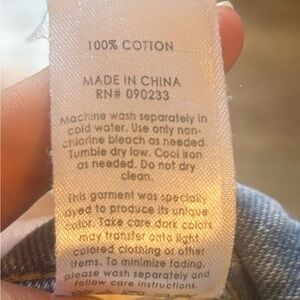 100% COTTON
MADE IN CHINA
RN# 090233
Machine wash separately in
cold water. Use only non-
chlorine bleach as needed.
Tumble dry low. Cool iron
as needed. Do not dry
clean.
This garment was specially
dyed to produce its unique
color. Take care dark colors
may transfer onto light
colored clothing or other
items. To minimize fading,
please wash separately and
follow care instructions.